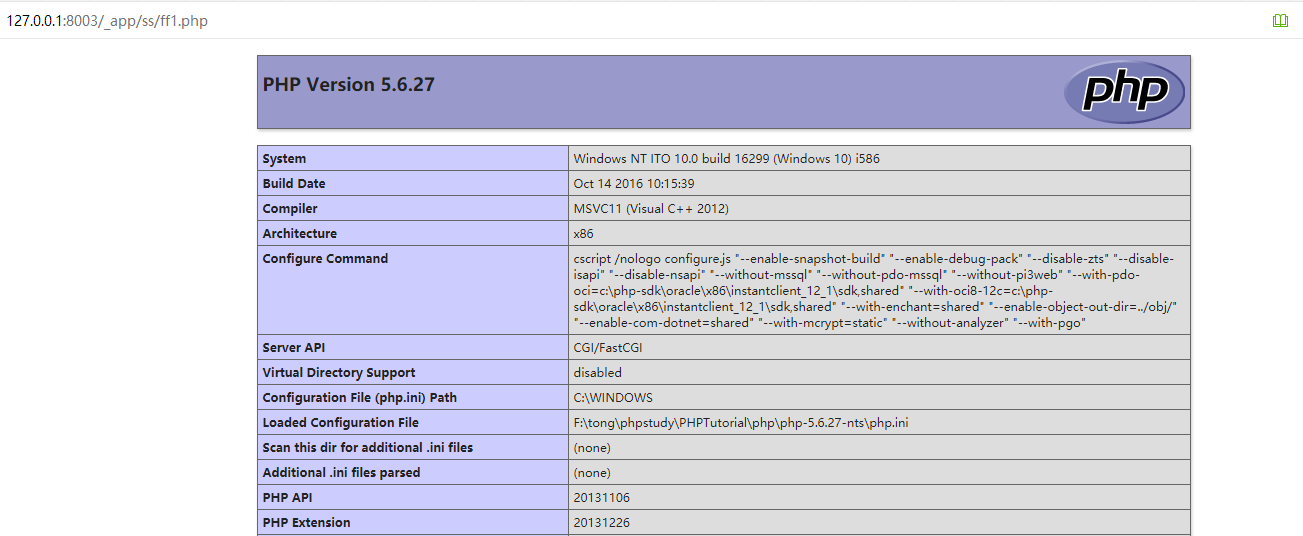 127.0.0.1:8003/_app/ss/ff1.php
PHP Version 5.6.27
php
System Windows NT ITO 10.0 build 16299 (Windows 10) i586
Build Date Oct 14 2016 10:15:39
Compiler MSVC11 (Visual C++ 2012)
Architecture x86
Configure Command cscript /nologo configure.js "--enable-snapshot-build" "--enable-debug-pack" "--disable-zts" "--disable-
isapi" "--disable-nsapi" "--without-mssql" "--without-pdo-mssql" "--without-pi3web" "--with-pdo-
oci=c:\php-sdk\oracle\x86\instantclient_12_1\sdk,shared" "--with-oci8-12c=c:\php-
sdk\oracle\x86\instantclient_12_1\sdk,shared" "--with-enchant=shared" "--enable-object-out-dir=../obj/"
"--enable-com-dotnet=shared" "--with-mcrypt=static" "--without-analyzer" "--with-pgo"
Server API CGI/FastCGI
Virtual Directory Support disabled
Configuration File (php.ini) Path C:\WINDOWS
Loaded Configuration File F:\tong\phpstudy\PHPTutorial\php\php-5.6.27-nts\php.ini
Scan this dir for additional .ini files (none)
Additional .ini files parsed (none)
PHP API 20131106
PHP Extension 20131226